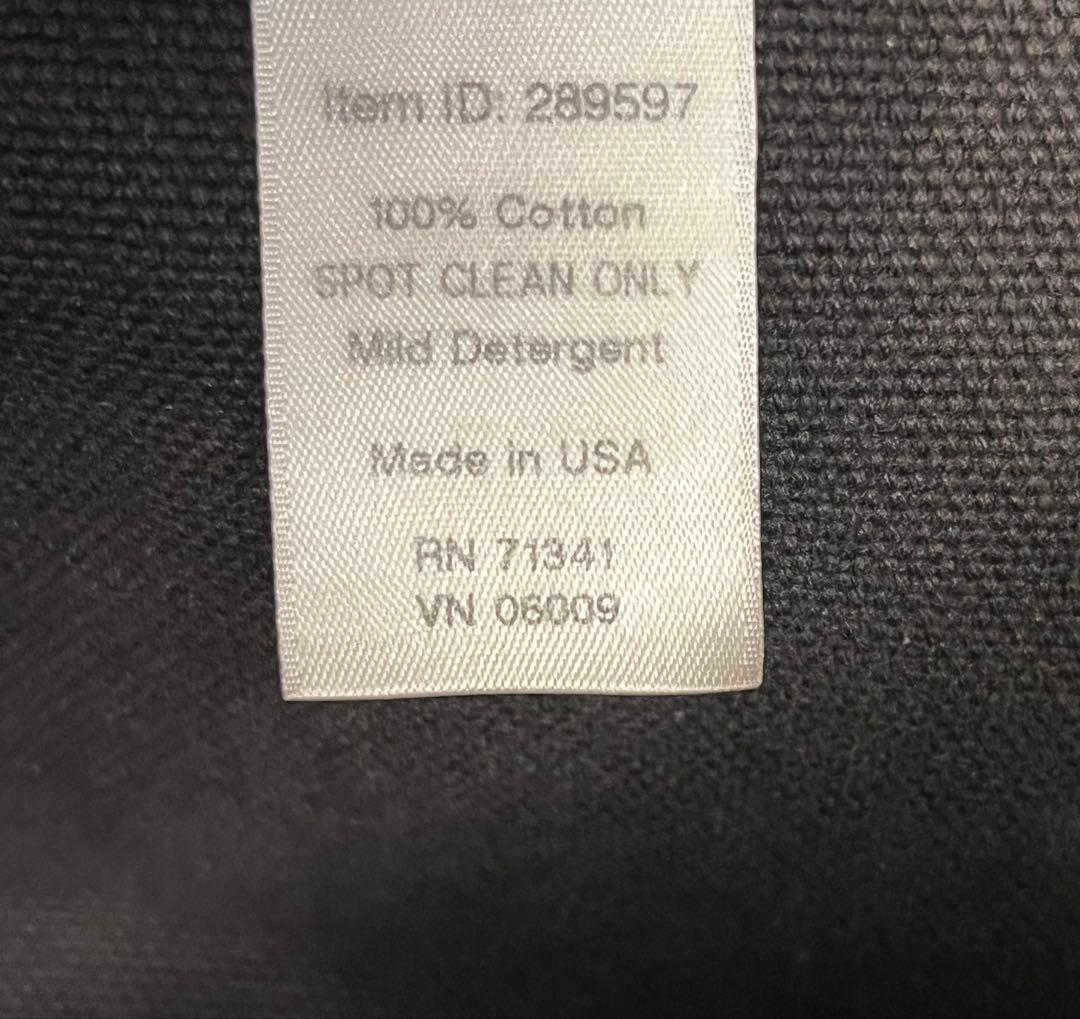 Item ID: 289597
100% Cotton
SPOT CLEAN ONLY
Mild Detergent
Made in USA
RN 71341
VN 06009